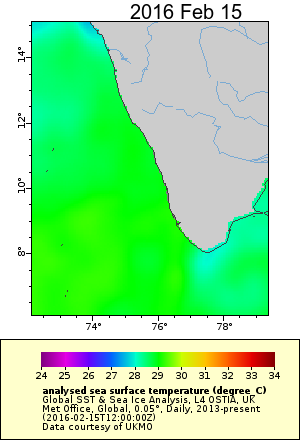 2016 Feb 15
14°
12°
10°
8°
74°
76°
78°
24 25 26 27 28 29 30 31 32 33 34
analysed sea surface temperature (degree_C)
Global SST & Sea Ice Analysis, L4 OSTIA, UK
Met Office, Global, 0.05°, Daily, 2013-present
(2016-02-15T12:00:00Z)
Data courtesy of UKMO